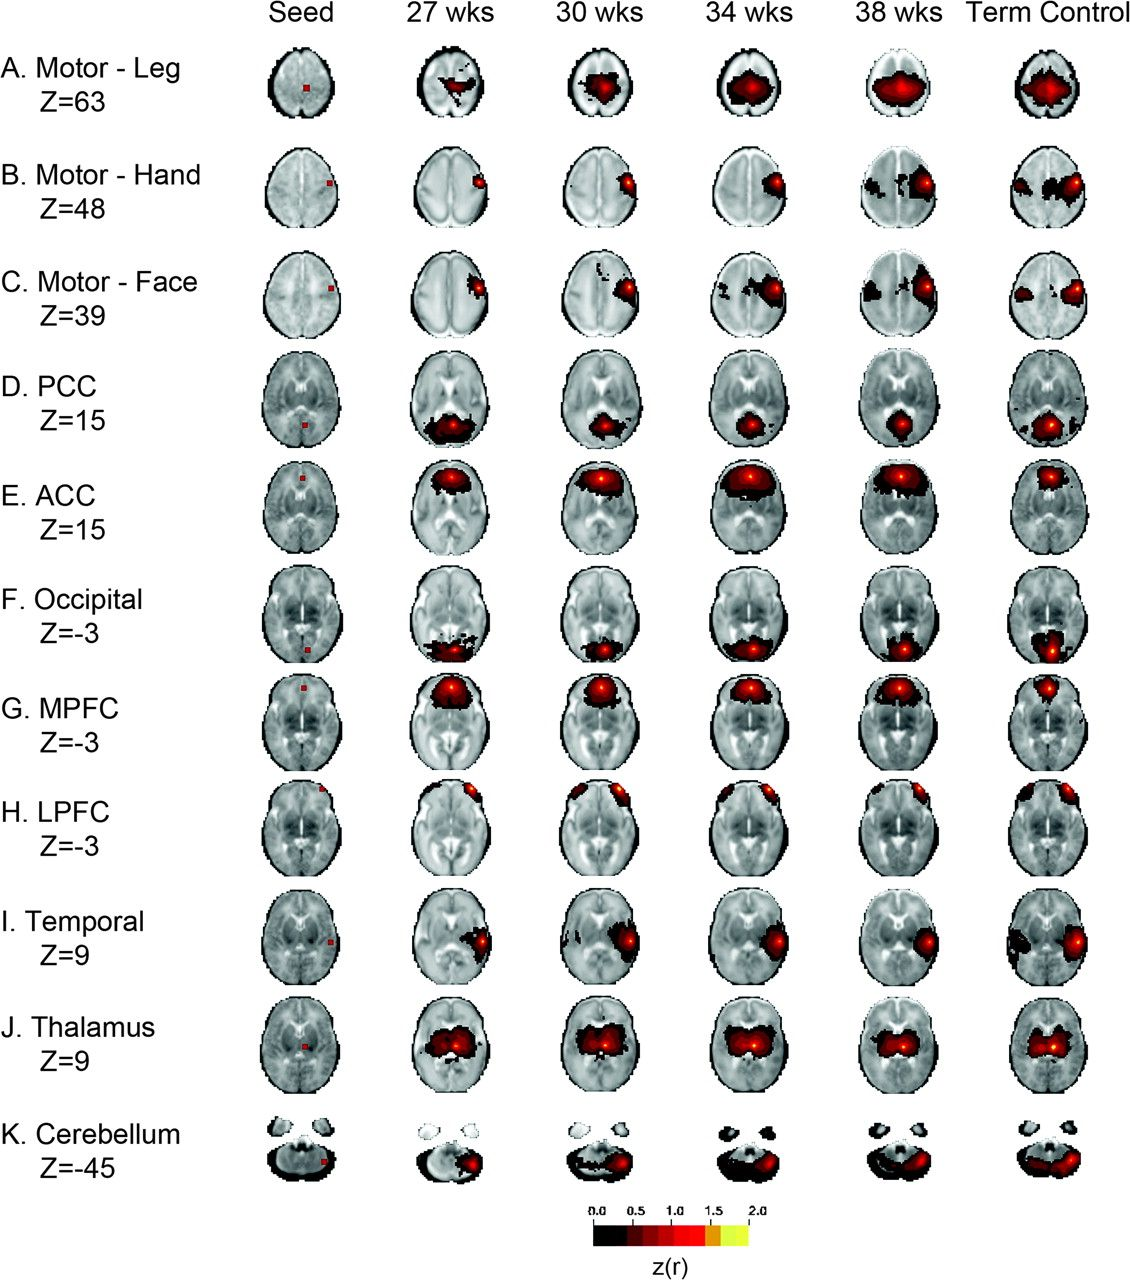 Seed 27 wks 30 wks 34 wks 38 wks Term Control
A. Motor - Leg
Z=63
B. Motor - Hand
Z=48
C. Motor - Face
Z=39
D. PCC
Z=15
E. ACC
Z=15
F. Occipital
Z=-3
G. MPFC
Z=-3
H. LPFC
Z=-3
I. Temporal
Z=9
J. Thalamus
Z=9
K. Cerebellum
Z=-45
0.0 0.5 1.0 1.5 2.0
z(r)